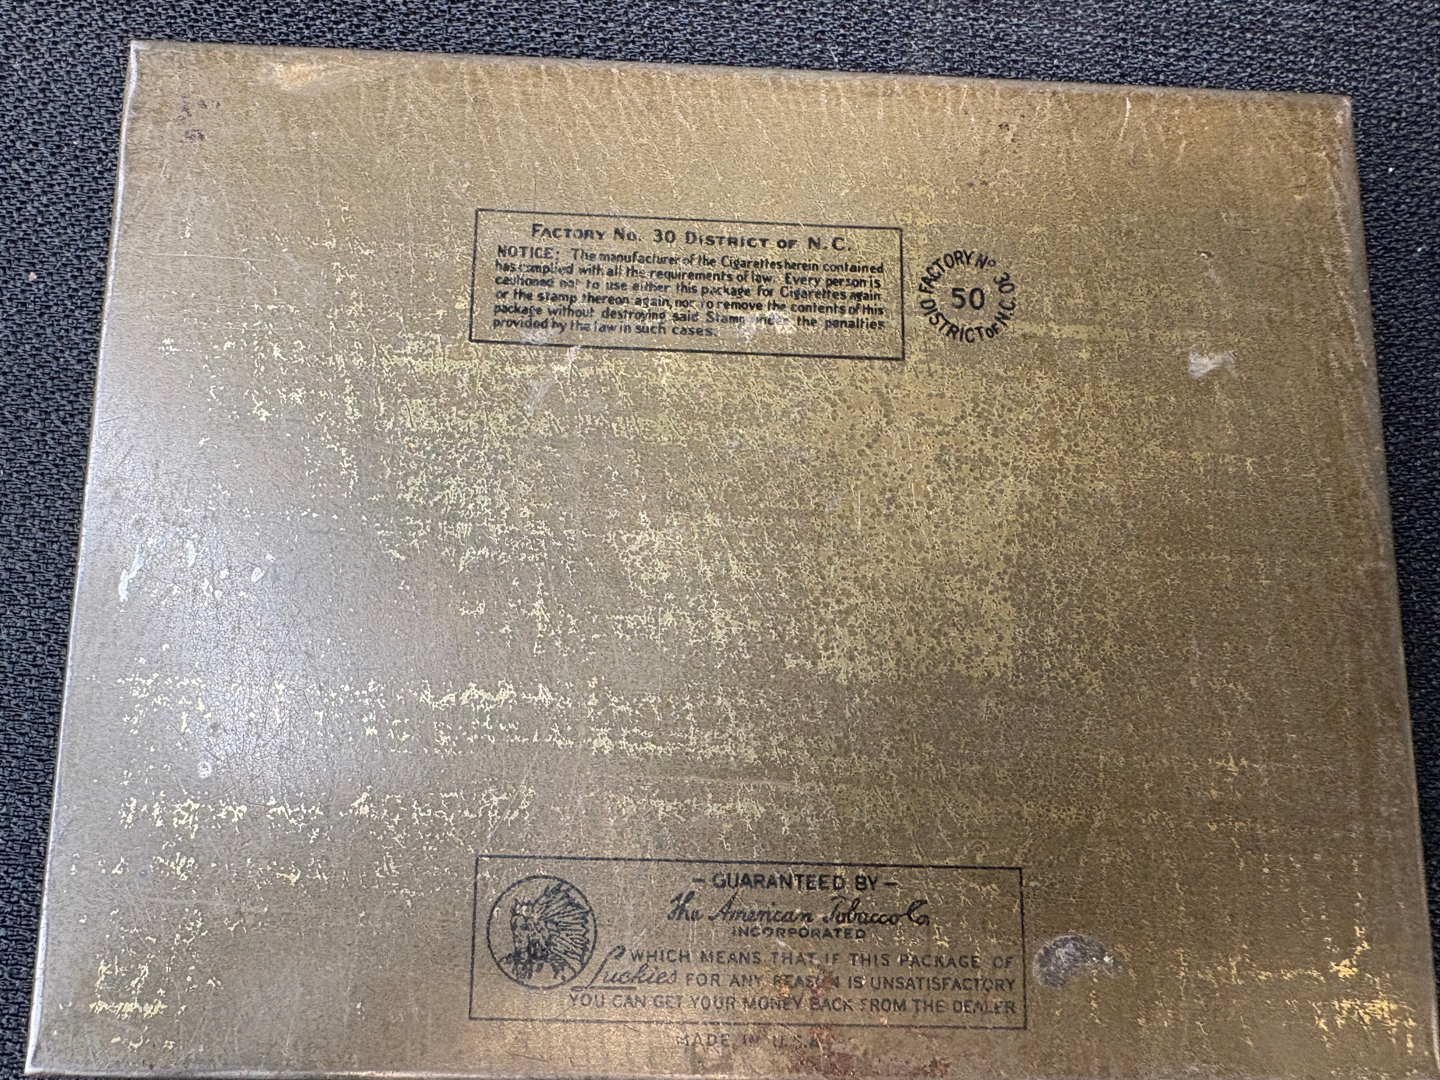 FACTORY No. 30 DISTRICT OF N.C.
NOTICE: The manufacturer of the Cigarettes herein contained
has complied with all the requirements of law. Every person is
cautioned not to use either this package for Cigarettes again
or the stamp thereon again, nor to remove the contents of this
package without destroying said Stamp under the penalties
provided by the law in such cases.
FACTORY No. 30
50
DISTRICT OF N.C.
— GUARANTEED BY —
The American Tobacco Co.
INCORPORATED
WHICH MEANS THAT IF THIS PACKAGE OF
Luckies FOR ANY REASON IS UNSATISFACTORY
YOU CAN GET YOUR MONEY BACK FROM THE DEALER
MADE IN U.S.A.